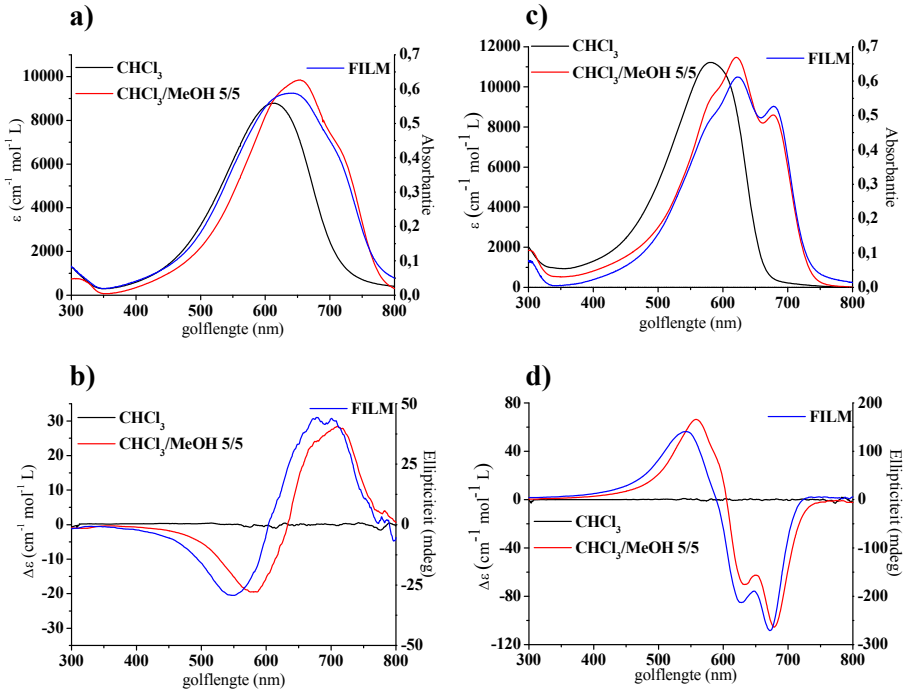 a)
CHCl3
CHCl3/MeOH 5/5
FILM
ε (cm-1 mol-1 L)
10000
8000
6000
4000
2000
0
0,7
0,6
0,5
0,4
0,3
0,2
0,1
0,0
Absorbantie
300 400 500 600 700 800
golflengte (nm)
c)
CHCl3
CHCl3/MeOH 5/5
FILM
ε (cm-1 mol-1 L)
12000
10000
8000
6000
4000
2000
0
0,7
0,6
0,5
0,4
0,3
0,2
0,1
0,0
Absorbantie
300 400 500 600 700 800
golflengte (nm)
b)
CHCl3
CHCl3/MeOH 5/5
FILM
Δε (cm-1 mol-1 L)
30
20
10
0
-10
-20
-30
50
25
0
-25
-50
Ellipticiteit (mdeg)
300 400 500 600 700 800
golflengte (nm)
d)
FILM
CHCl3
CHCl3/MeOH 5/5
Δε (cm-1 mol-1 L)
80
40
0
-40
-80
-120
200
100
0
-100
-200
-300
Ellipticiteit (mdeg)
300 400 500 600 700 800
golflengte (nm)